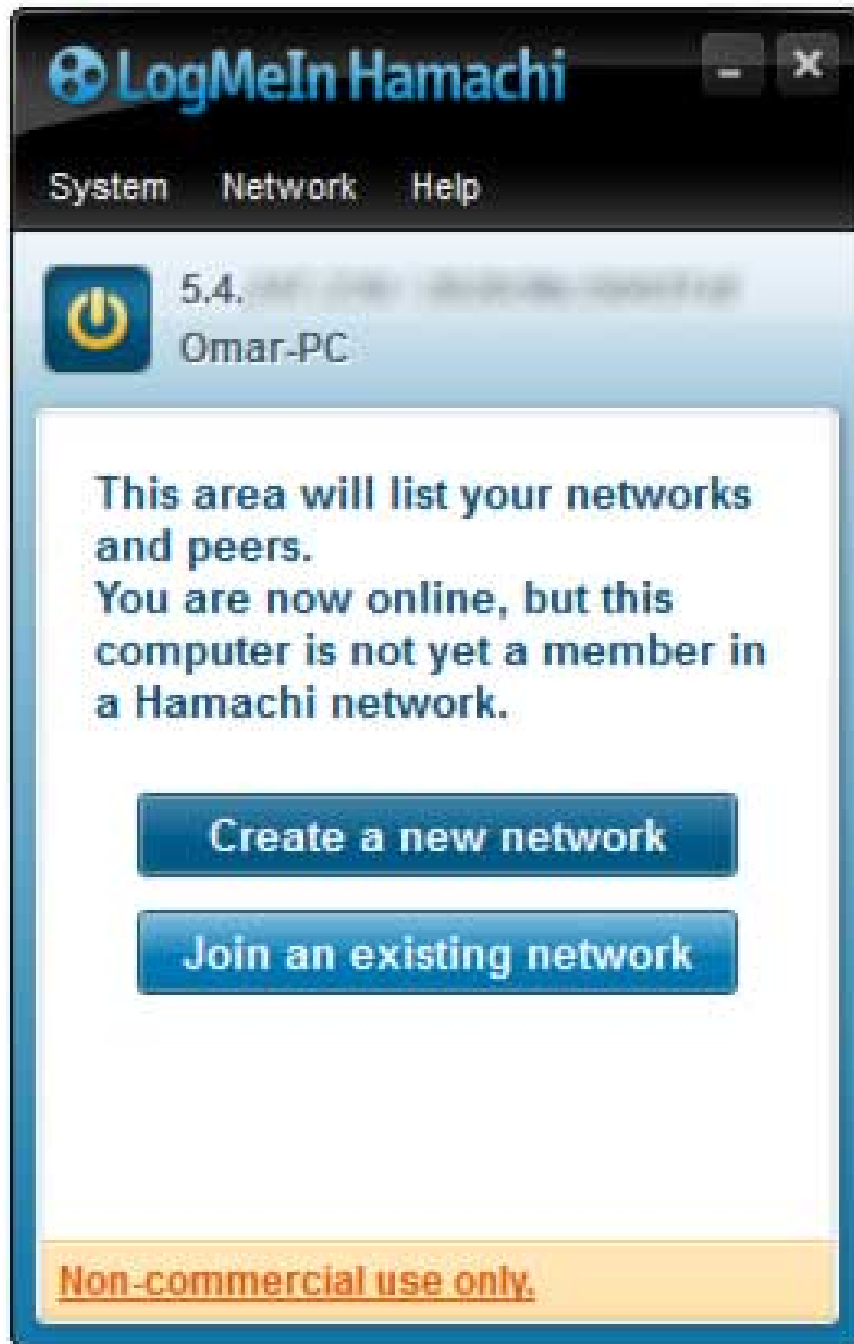 LogMeIn Hamachi
System Network Help
5.4.
Omar-PC
This area will list your networks
and peers.
You are now online, but this
computer is not yet a member in
a Hamachi network.
Create a new network
Join an existing network
Non-commercial use only.